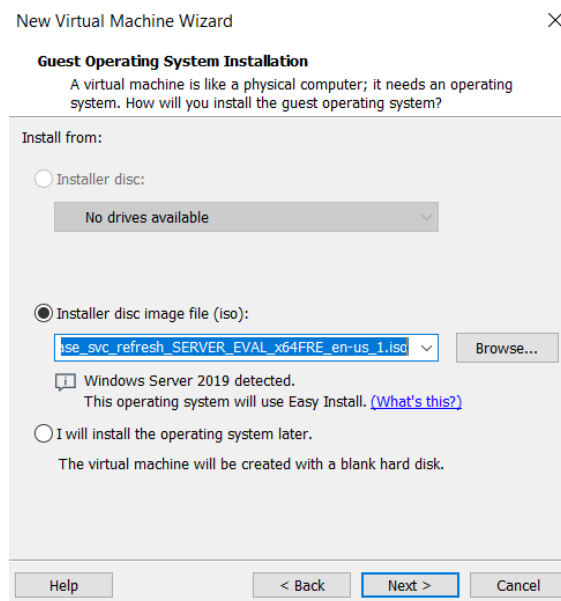 New Virtual Machine Wizard
Guest Operating System Installation
A virtual machine is like a physical computer; it needs an operating
system. How will you install the guest operating system?
Install from:
Installer disc:
No drives available
Installer disc image file (iso):
ase_svc_refresh_SERVER_EVAL_x64FRE_en-us_1.iso
Browse...
Windows Server 2019 detected.
This operating system will use Easy Install. (What's this?)
I will install the operating system later.
The virtual machine will be created with a blank hard disk.
Help
< Back
Next >
Cancel